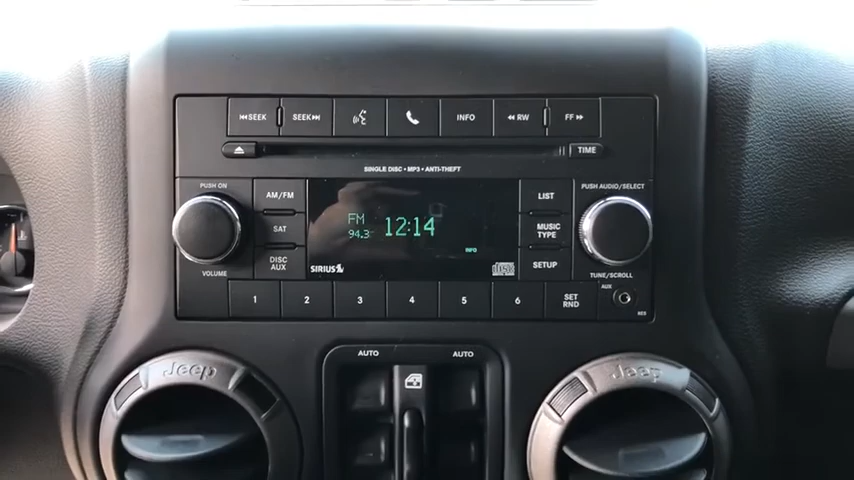 SEEK SEEK INFO RW FF
TIME
SINGLE DISC • MP3 • ANTI-THEFT
PUSH ON
AM/FM
SAT
DISC
AUX
VOLUME
FM
94.3
12:14
INFO
SIRIUS
LIST
MUSIC
TYPE
SETUP
PUSH AUDIO/SELECT
TUNE/SCROLL
1 2 3 4 5 6
SET
RND
AUX
RES
AUTO AUTO
Jeep Jeep